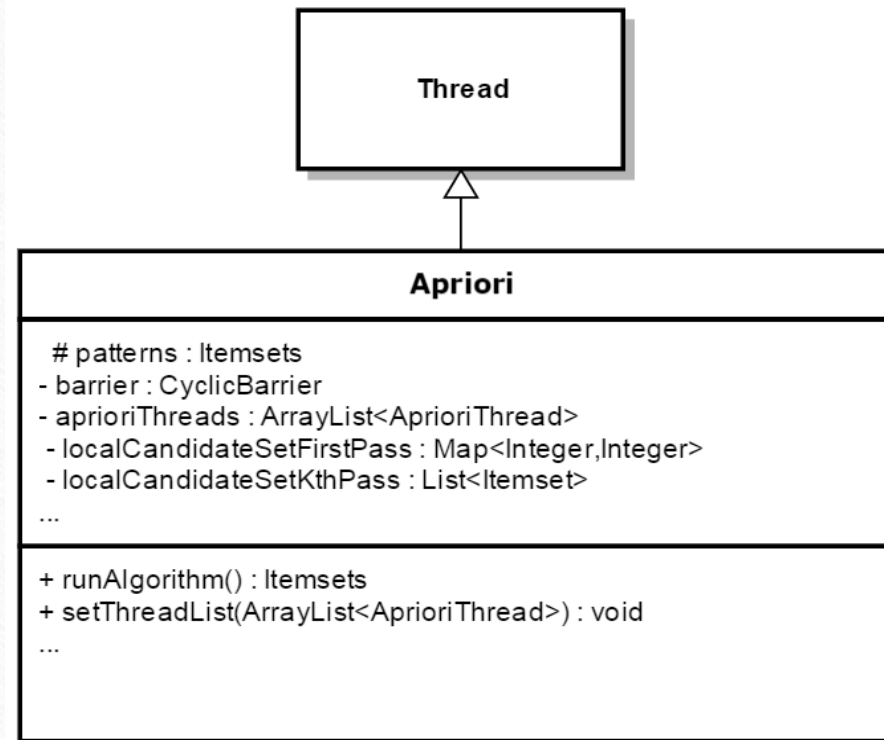 Thread
Apriori
# patterns : Itemsets
- barrier : CyclicBarrier
- aprioriThreads : ArrayList<AprioriThread>
- localCandidateSetFirstPass : Map<Integer,Integer>
- localCandidateSetKthPass : List<Itemset>
...
+ runAlgorithm() : Itemsets
+ setThreadList(ArrayList<AprioriThread>) : void
...